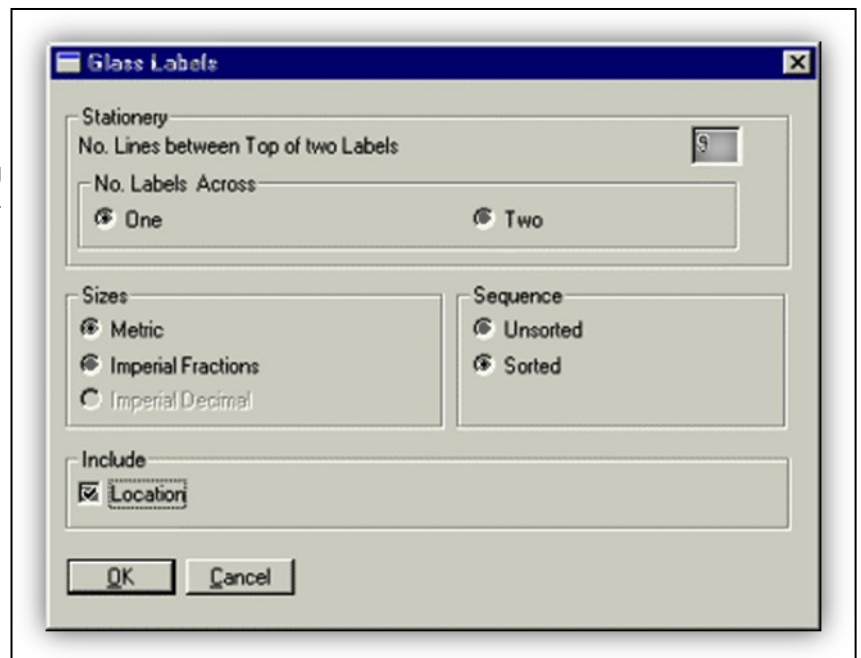 Glass Labels
Stationery
No. Lines between Top of two Labels 9
No. Labels Across
One Two
Sizes
Metric
Imperial Fractions
Imperial Decimal
Sequence
Unsorted
Sorted
Include
Location
OK Cancel